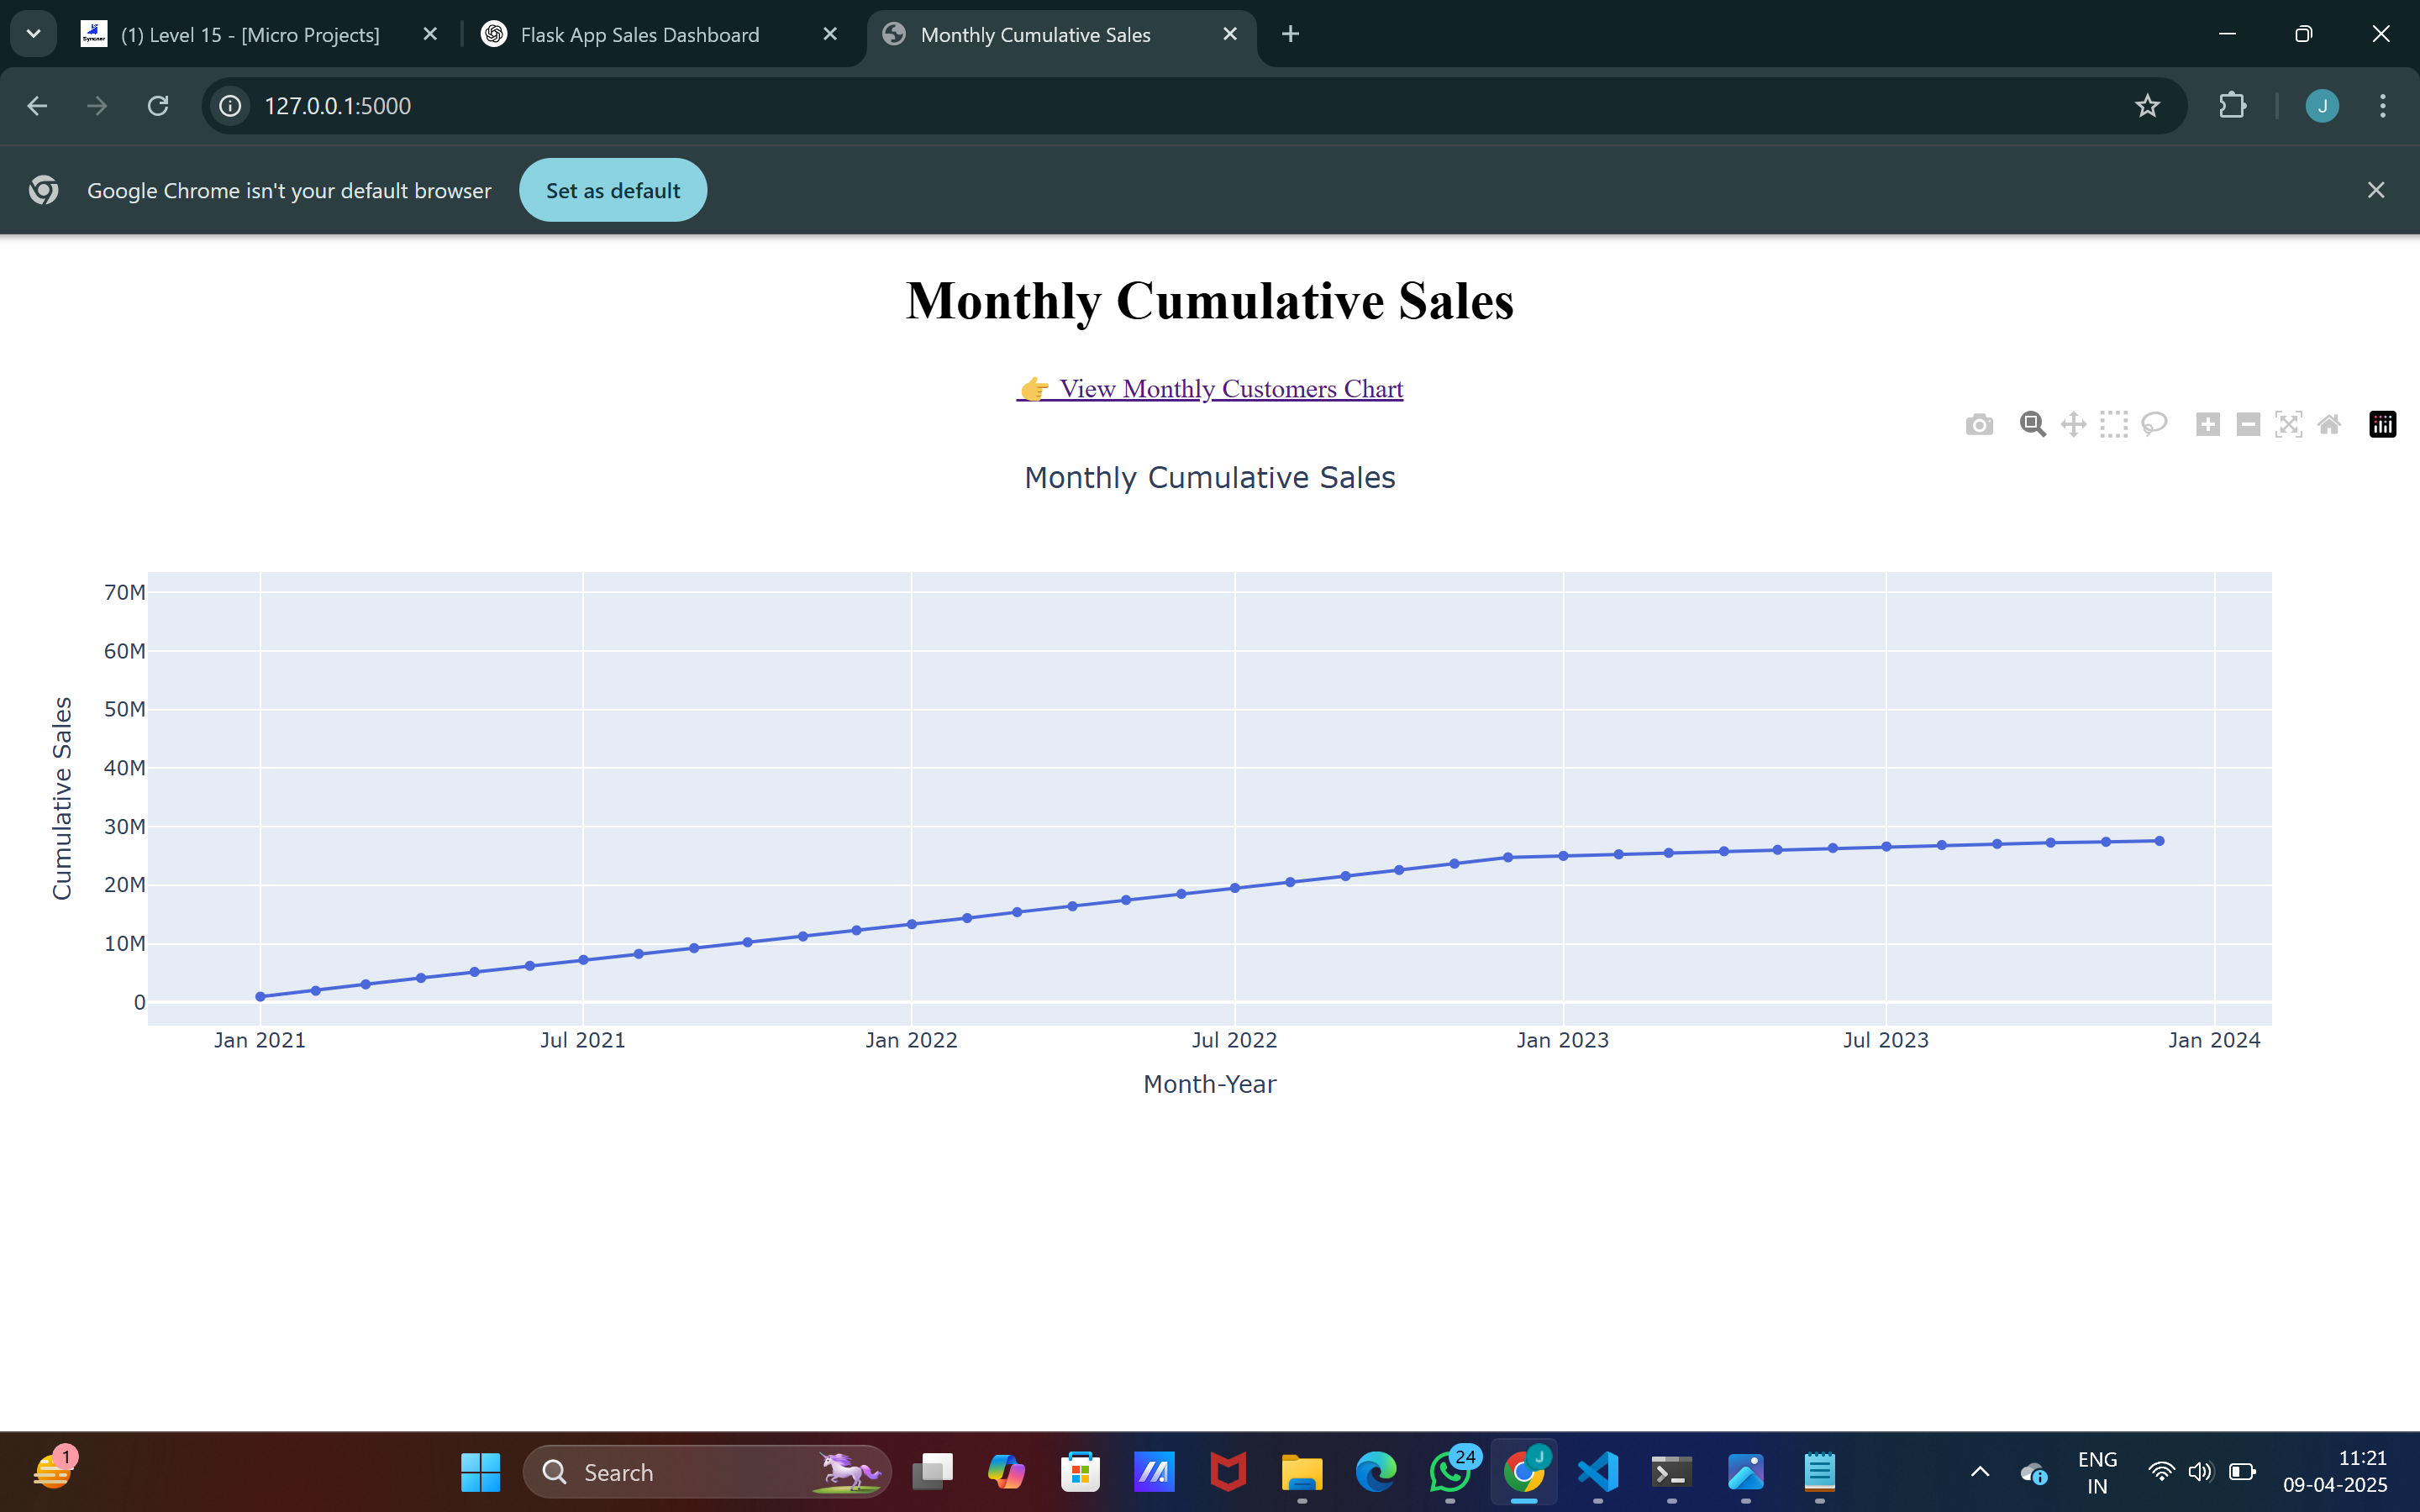 (1) Level 15 - [Micro Projects]
Flask App Sales Dashboard
Monthly Cumulative Sales
127.0.0.1:5000
J
Google Chrome isn't your default browser
Set as default
Monthly Cumulative Sales
👉 View Monthly Customers Chart
Monthly Cumulative Sales
70M
60M
50M
40M
30M
20M
10M
0
Cumulative Sales
Jan 2021
Jul 2021
Jan 2022
Jul 2022
Jan 2023
Jul 2023
Jan 2024
Month-Year
1
Search
24
J
ENG
IN
11:21
09-04-2025